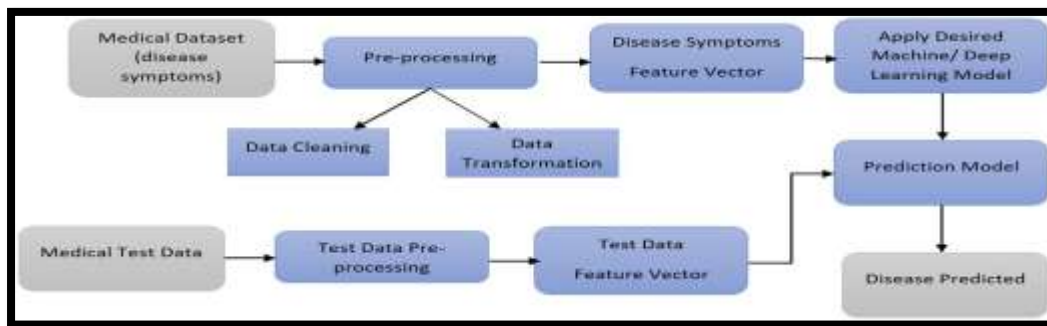 Medical Dataset
(disease
symptoms)
Pre-processing
Disease Symptoms
Feature Vector
Apply Desired
Machine/ Deep
Learning Model
Data Cleaning
Data
Transformation
Prediction Model
Medical Test Data
Test Data Pre-
processing
Test Data
Feature Vector
Disease Predicted